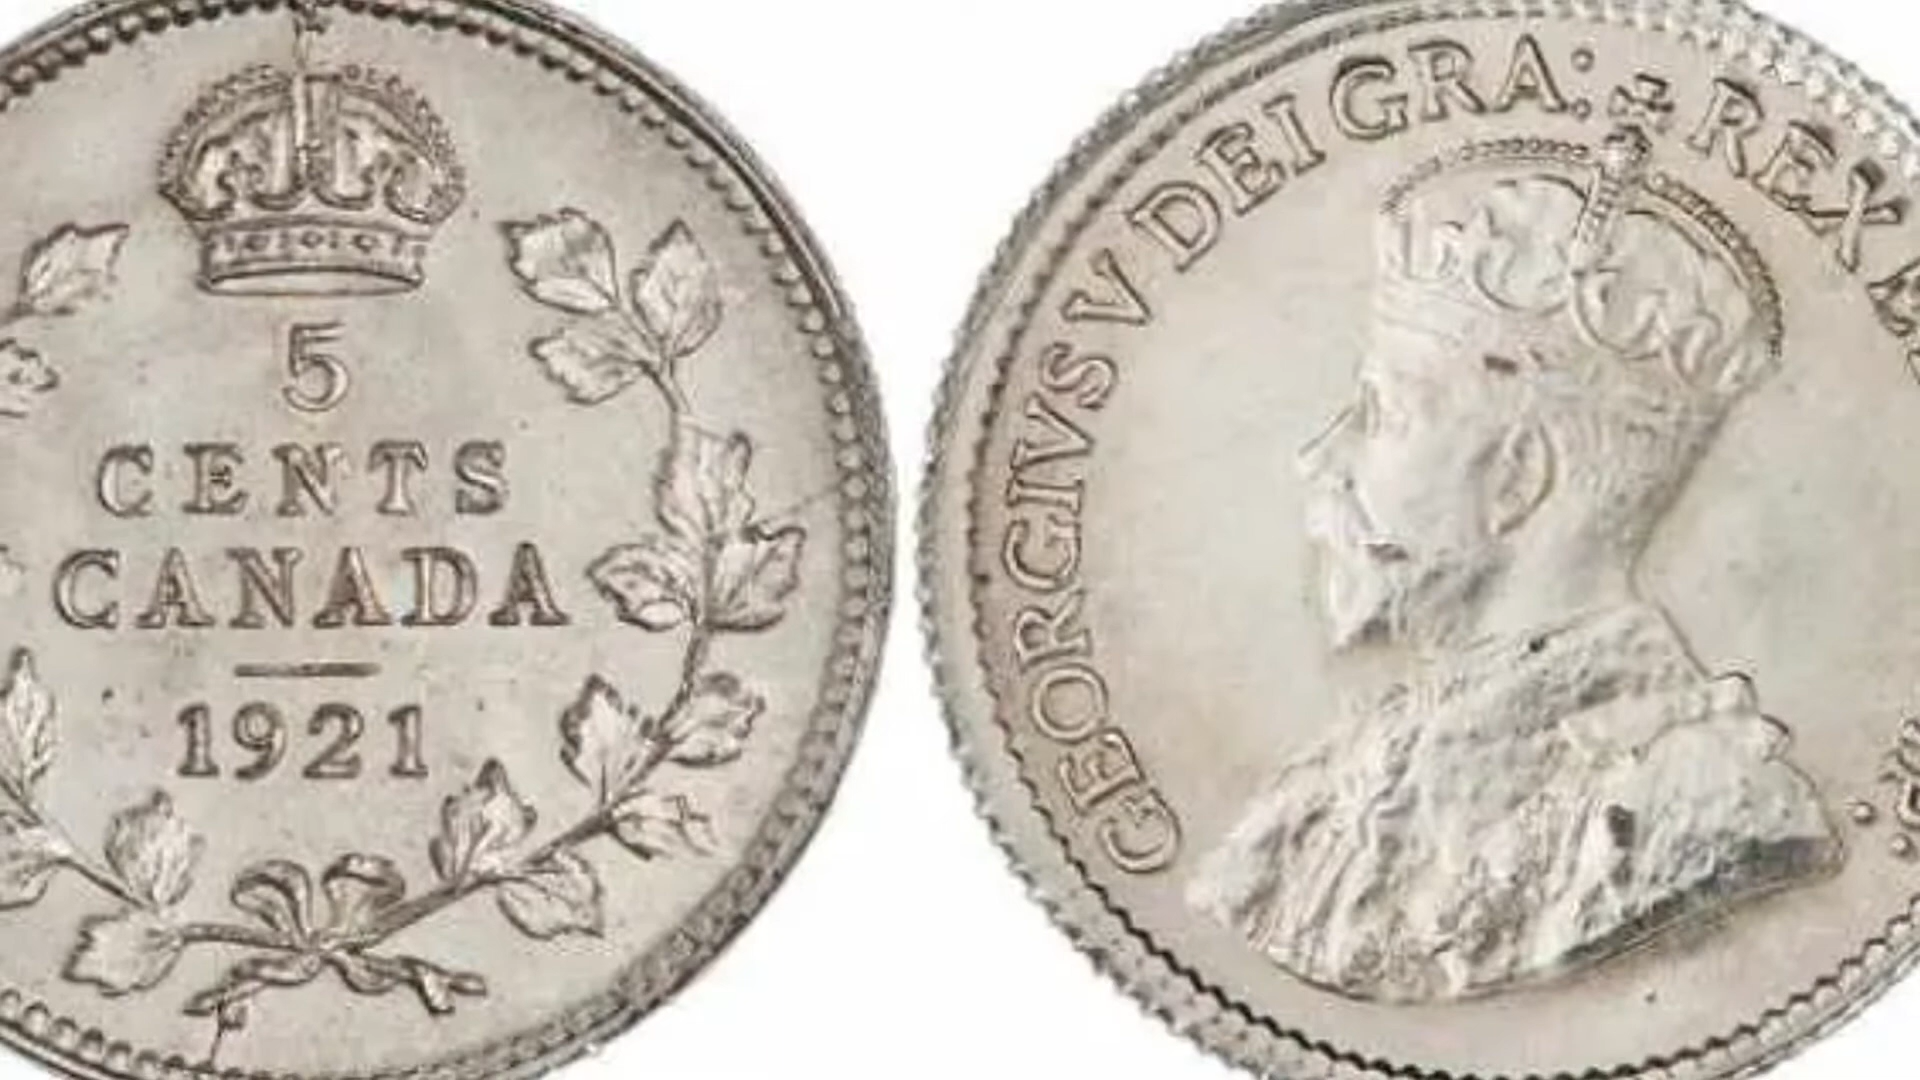 5
CENTS
CANADA
1921
GEORGIVS V DEI GRA: REX